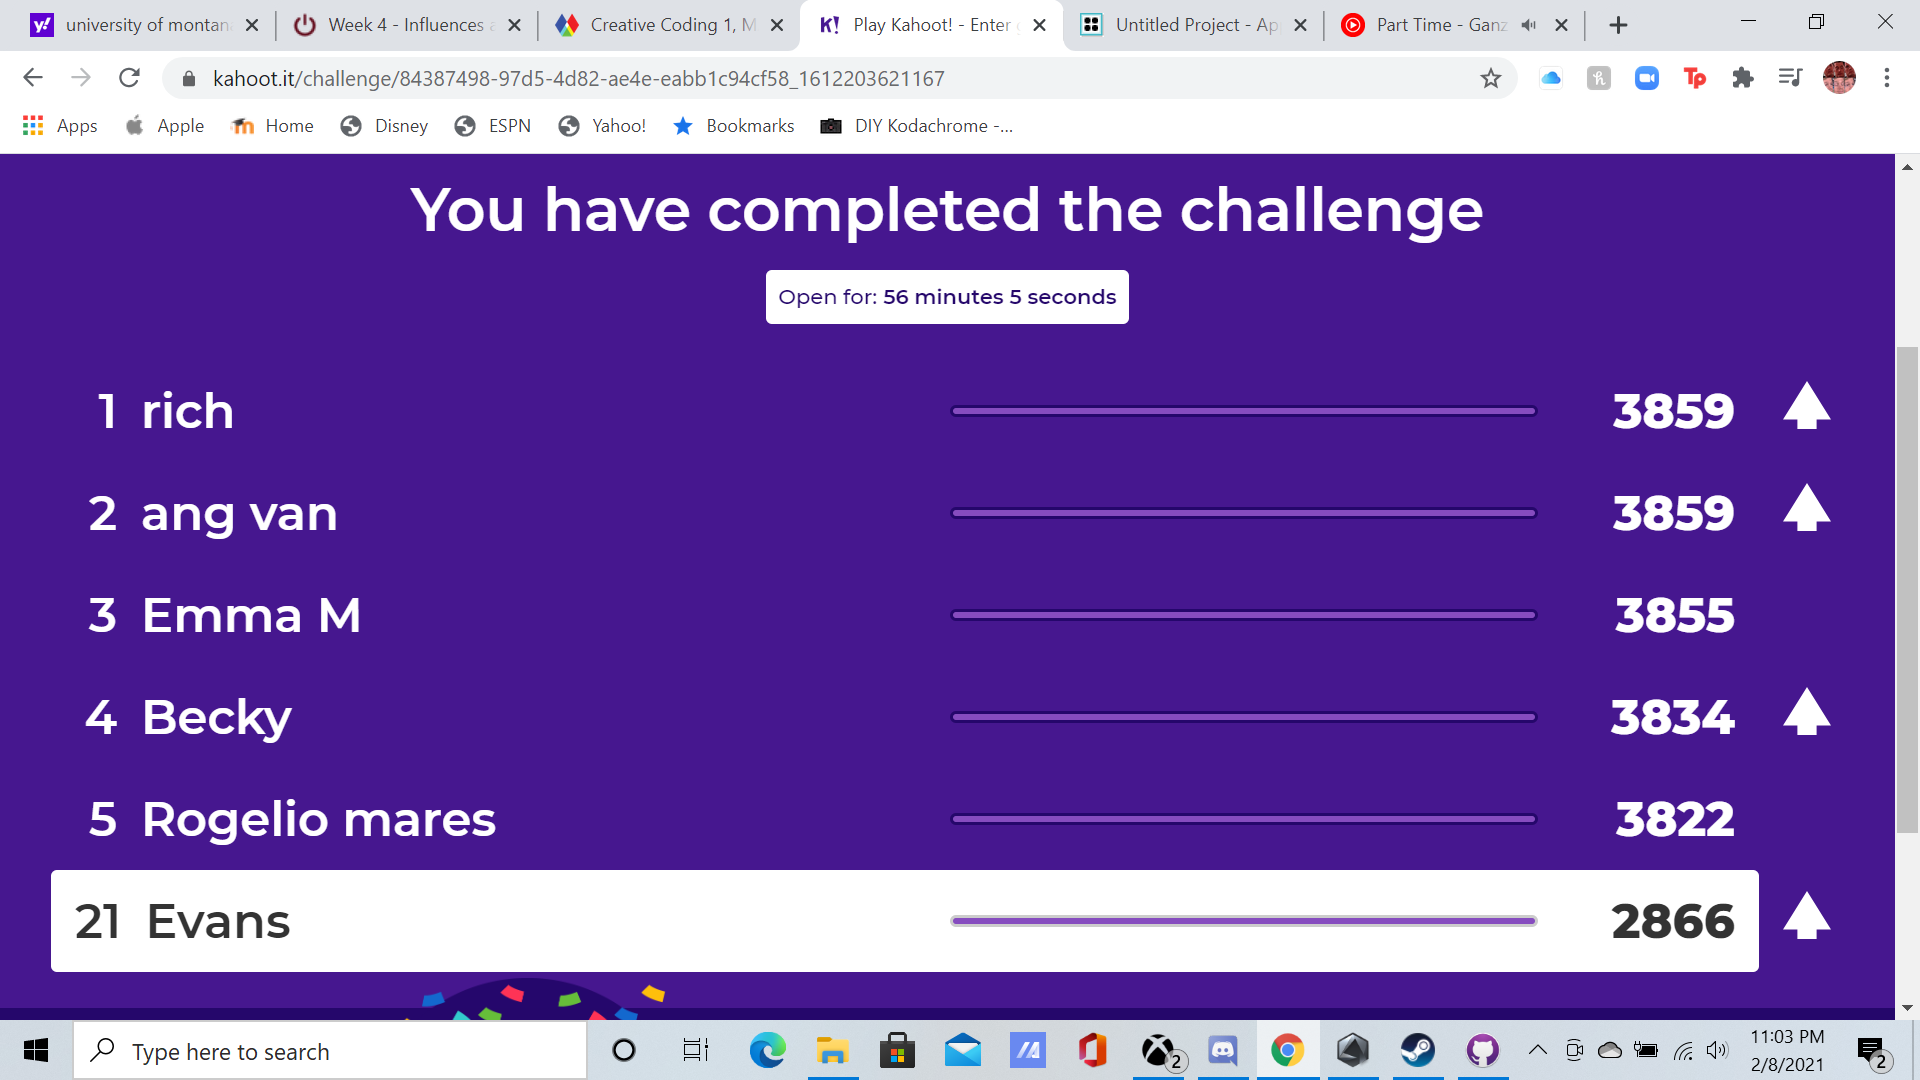 university of montan
Week 4 - Influences a
Creative Coding 1, M
K! Play Kahoot! - Enter g
Untitled Project - Ap
Part Time - Ganz
kahoot.it/challenge/84387498-97d5-4d82-ae4e-eabb1c94cf58_1612203621167
Apps Apple Home Disney ESPN Yahoo! Bookmarks DIY Kodachrome -...
You have completed the challenge
Open for: 56 minutes 5 seconds
1 rich 3859
2 ang van 3859
3 Emma M 3855
4 Becky 3834
5 Rogelio mares 3822
21 Evans 2866
Type here to search
2
11:03 PM
2/8/2021
2